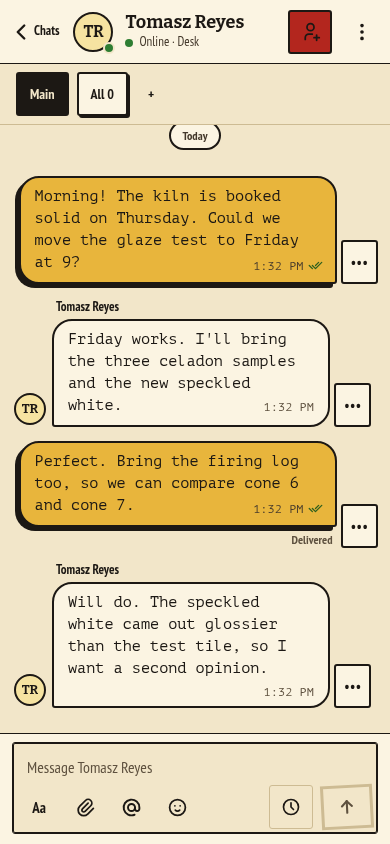 Chats
TR
Tomasz Reyes
Online · Desk
Main
All 0
+
Today
Morning! The kiln is booked
solid on Thursday. Could we
move the glaze test to Friday
at 9?
1:32 PM
Tomasz Reyes
Friday works. I'll bring
the three celadon samples
and the new speckled
white.
1:32 PM
TR
Perfect. Bring the firing log
too, so we can compare cone 6
and cone 7.
1:32 PM
Delivered
Tomasz Reyes
Will do. The speckled
white came out glossier
than the test tile, so I
want a second opinion.
1:32 PM
TR
Message Tomasz Reyes
Aa